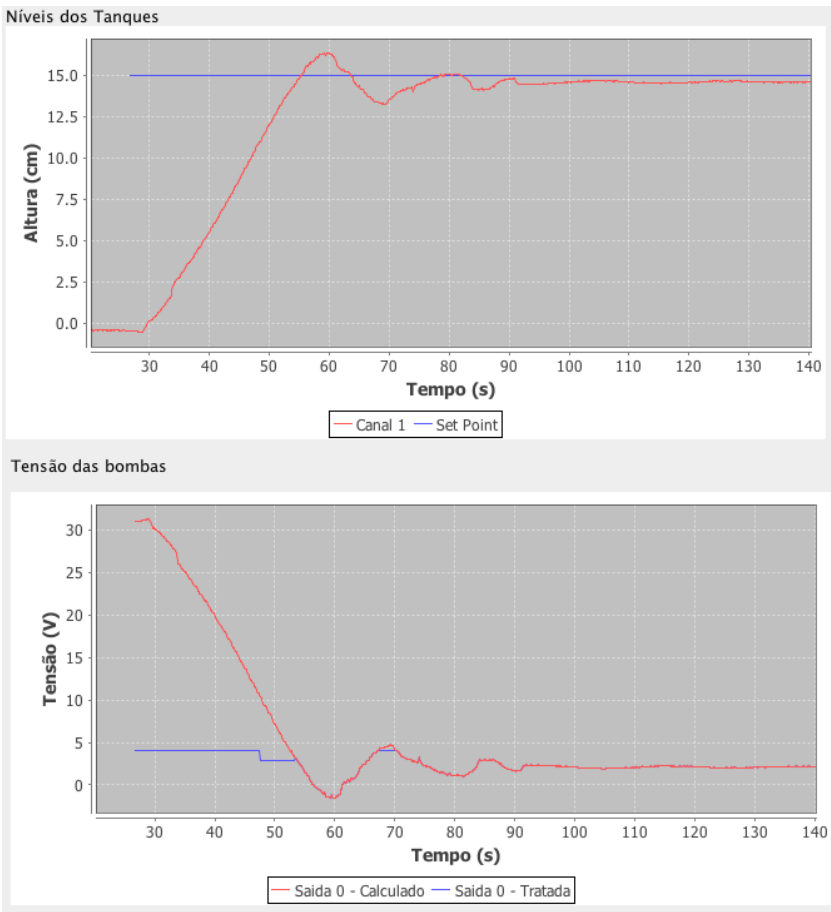 Níveis dos Tanques
Altura (cm)
15.0
12.5
10.0
7.5
5.0
2.5
0.0
30 40 50 60 70 80 90 100 110 120 130 140
Tempo (s)
Canal 1 Set Point
Tensão das bombas
Tensão (V)
30
25
20
15
10
5
0
30 40 50 60 70 80 90 100 110 120 130 140
Tempo (s)
Saida 0 - Calculado Saida 0 - Tratada